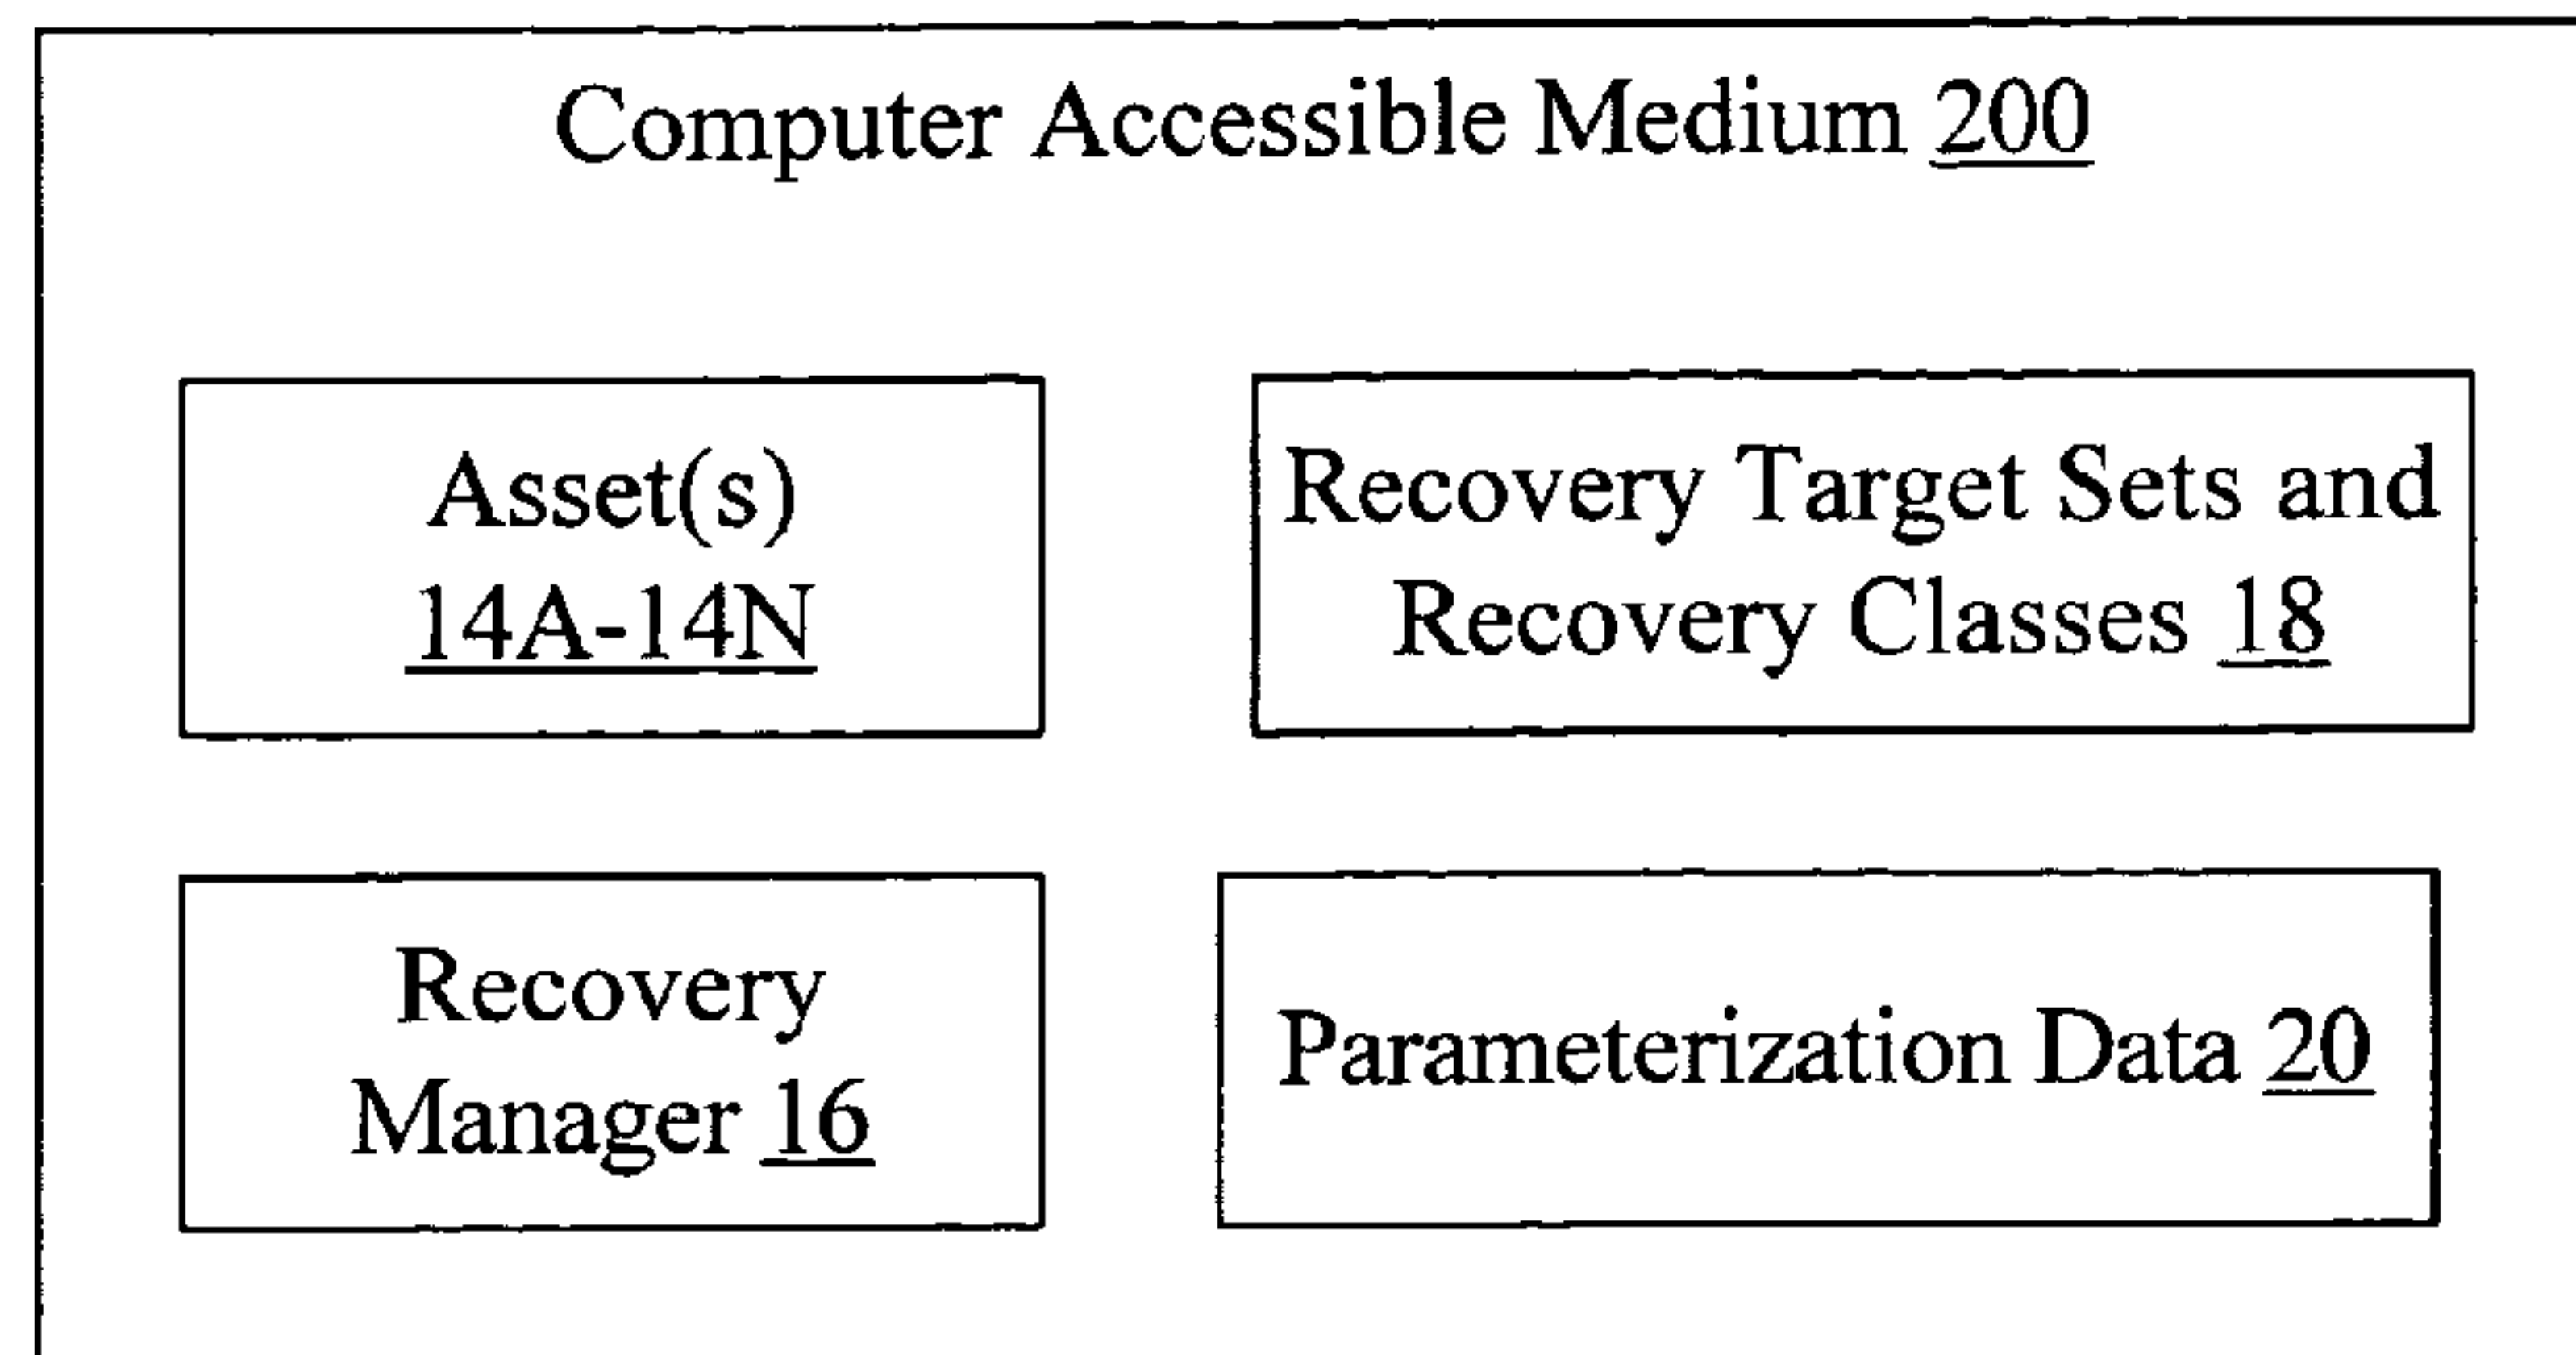 Computer Accessible Medium 200
Asset(s)
14A-14N
Recovery Target Sets and
Recovery Classes 18
Recovery
Manager 16
Parameterization Data 20